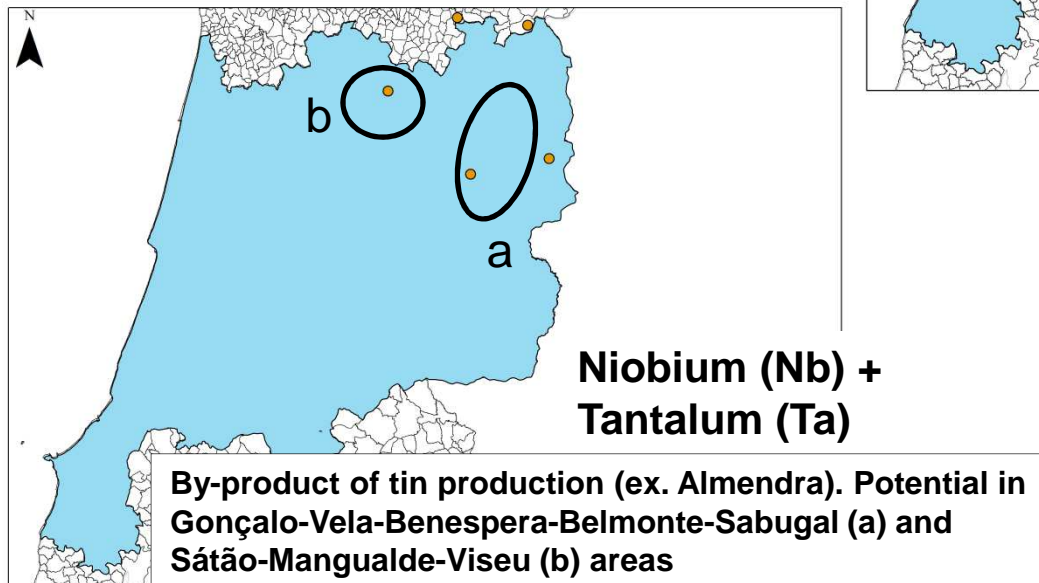 N
b
a
Niobium (Nb) +
Tantalum (Ta)
By-product of tin production (ex. Almendra). Potential in
Gonçalo-Vela-Benespera-Belmonte-Sabugal (a) and
Sátão-Mangualde-Viseu (b) areas